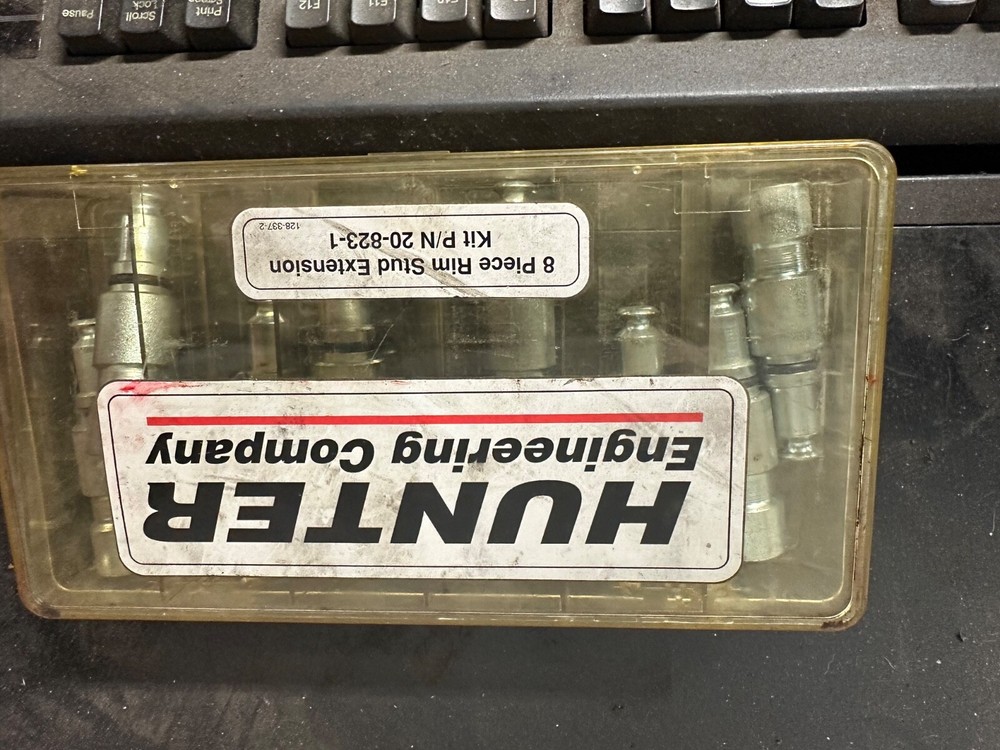 Pause
Scroll
Lock
Print
Screen
F12
F11
F10
HUNTER
Engineering Company
8 Piece Rim Stud Extension
Kit P/N 20-823-1
128-337-2